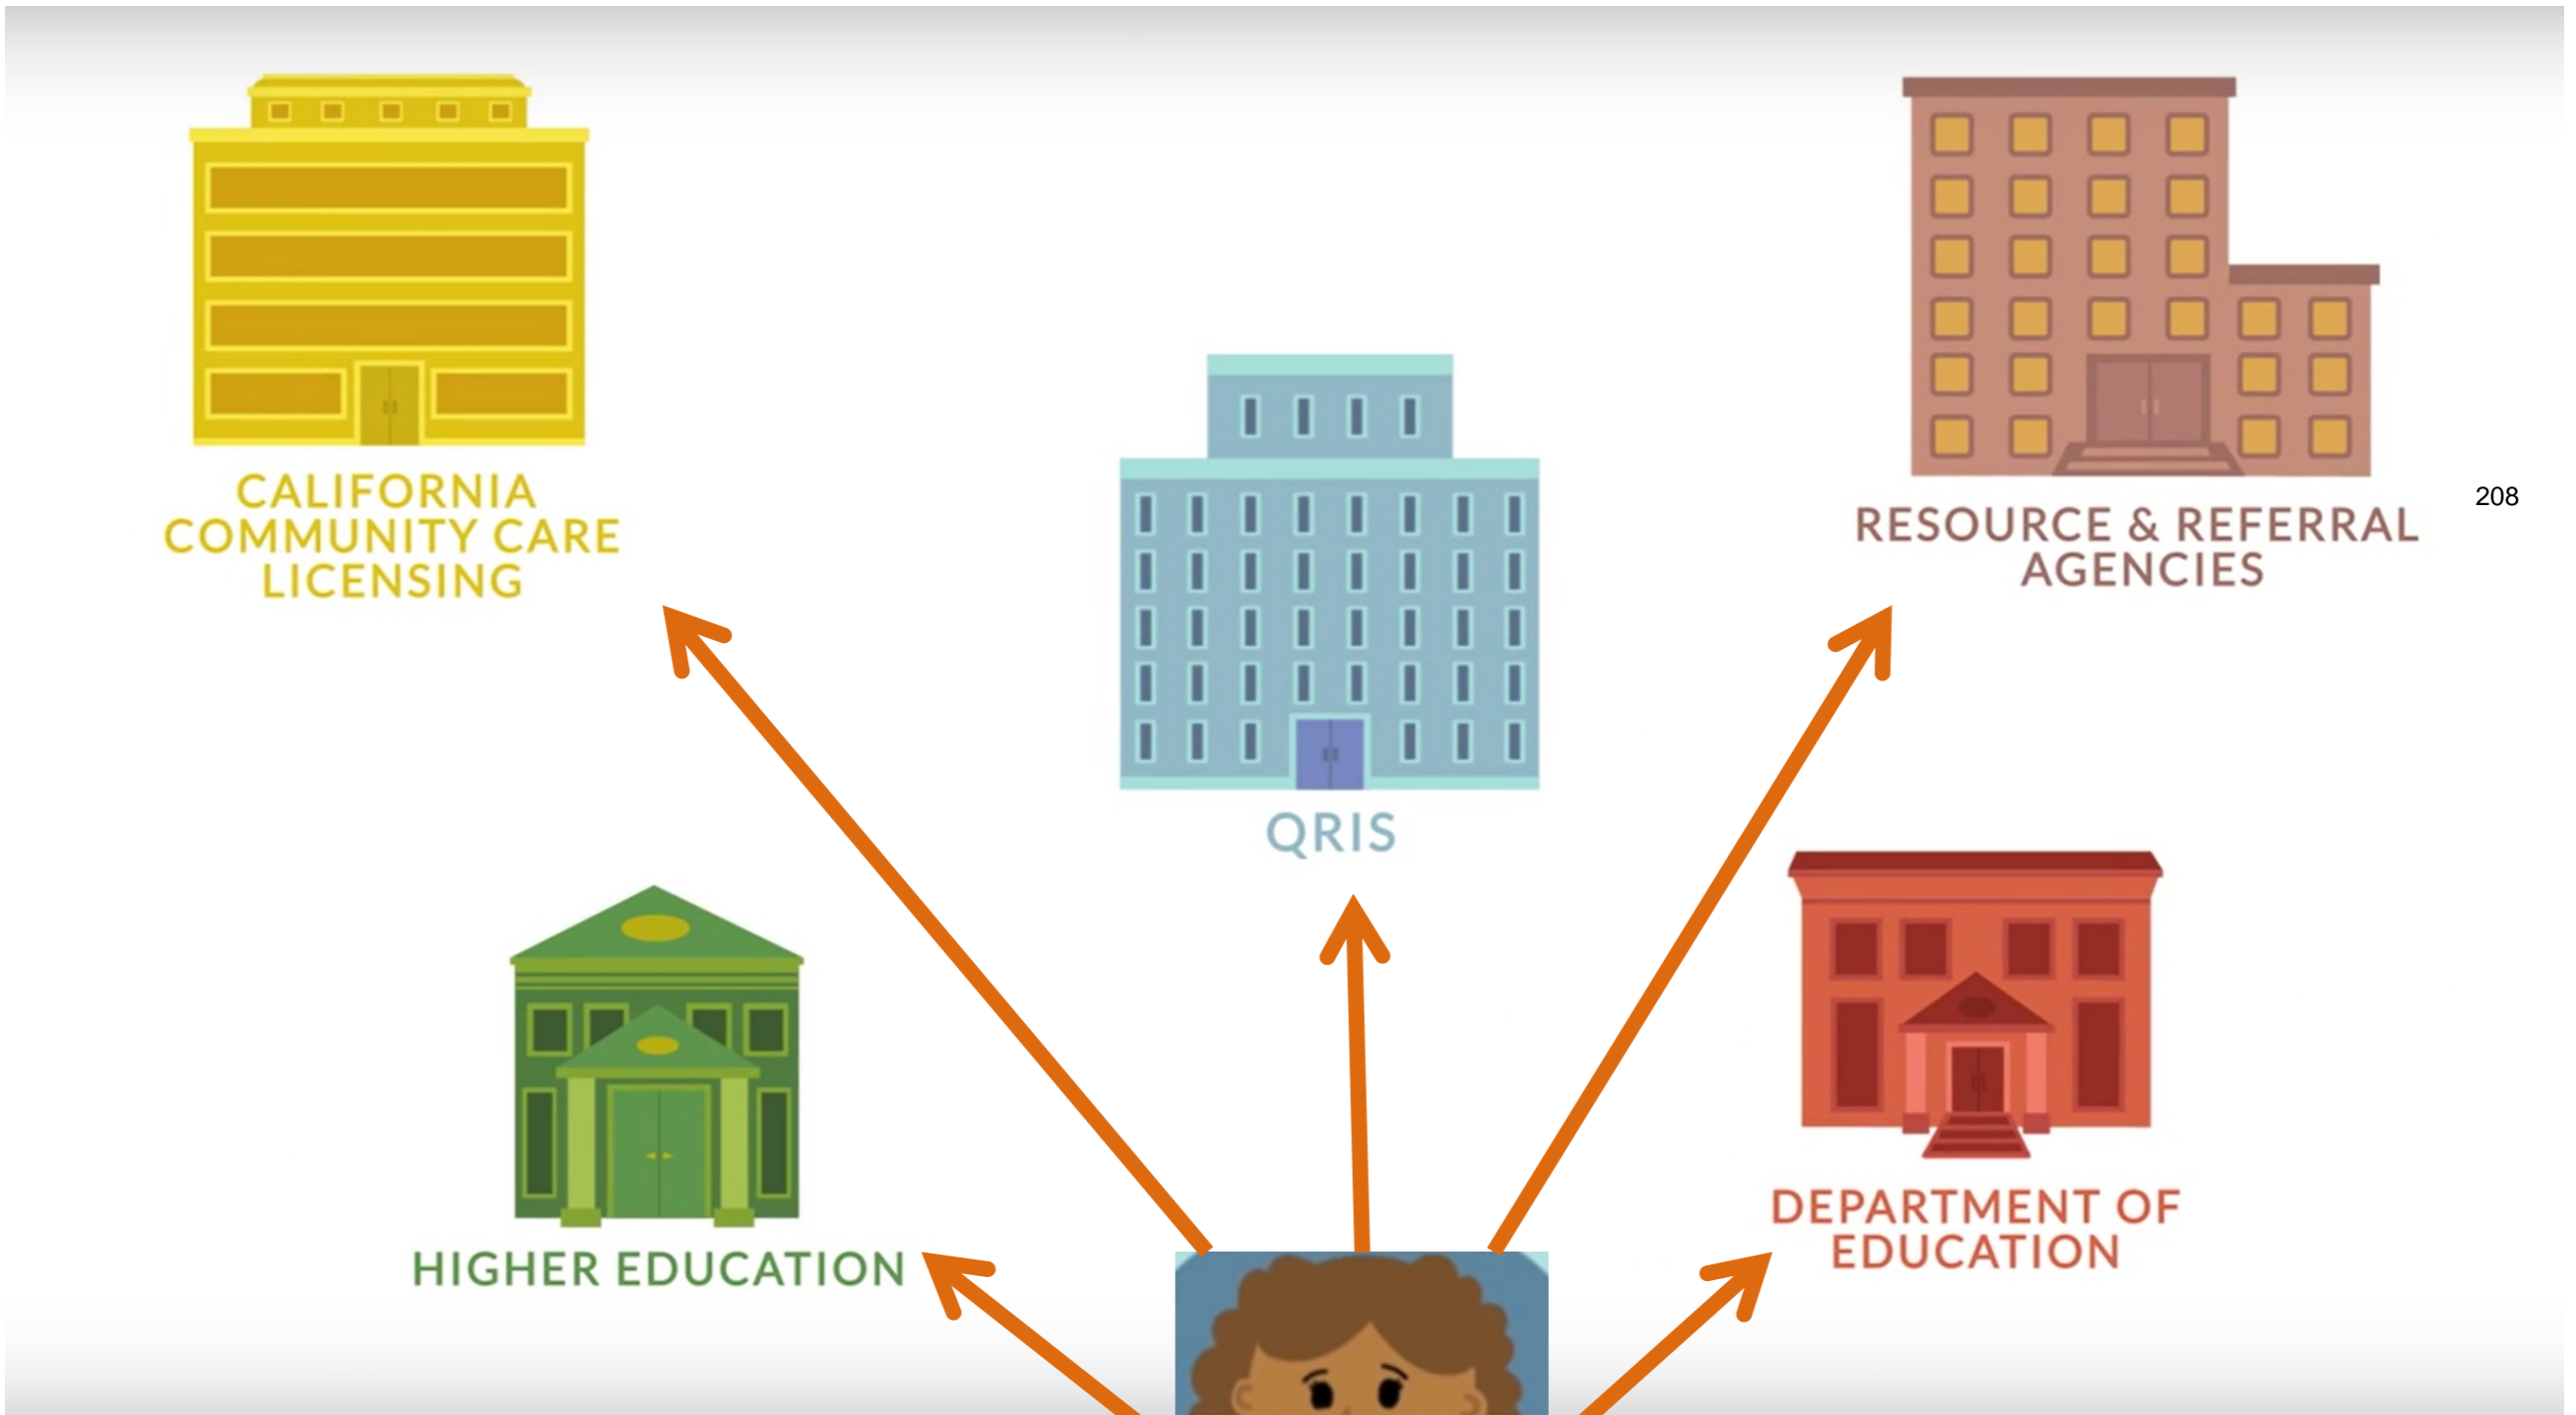 CALIFORNIA
COMMUNITY CARE
LICENSING
RESOURCE & REFERRAL
AGENCIES
208
QRIS
HIGHER EDUCATION
DEPARTMENT OF
EDUCATION